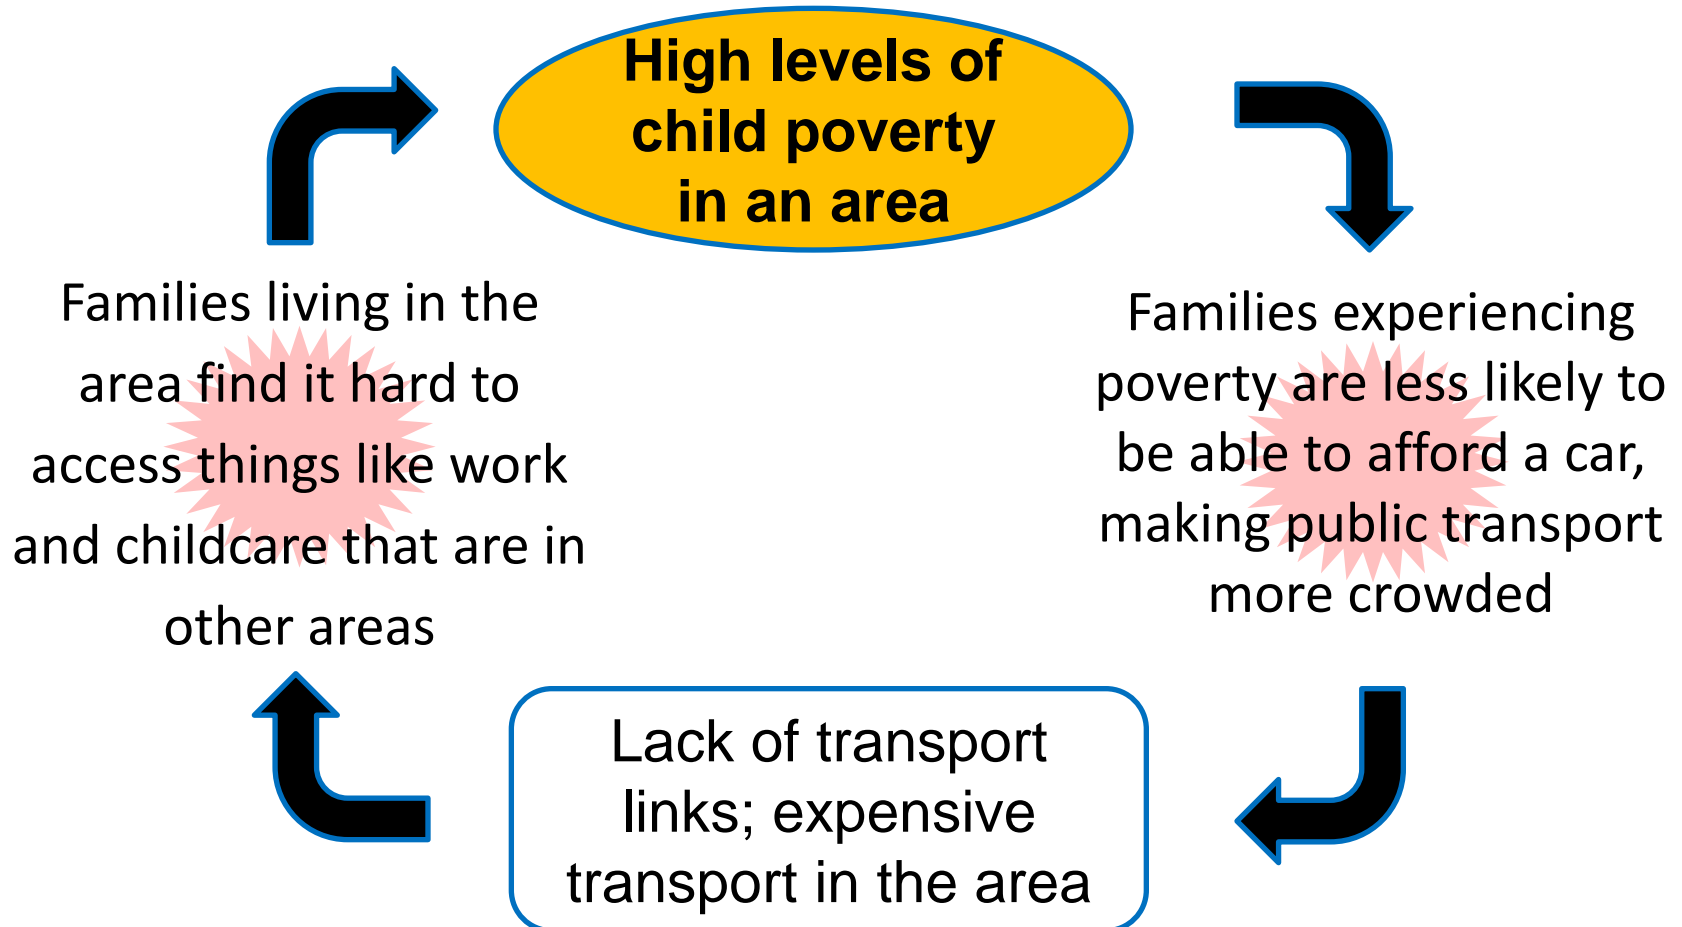 High levels of
child poverty
in an area
Families experiencing
poverty are less likely to
be able to afford a car,
making public transport
more crowded
Lack of transport
links; expensive
transport in the area
Families living in the
area find it hard to
access things like work
and childcare that are in
other areas